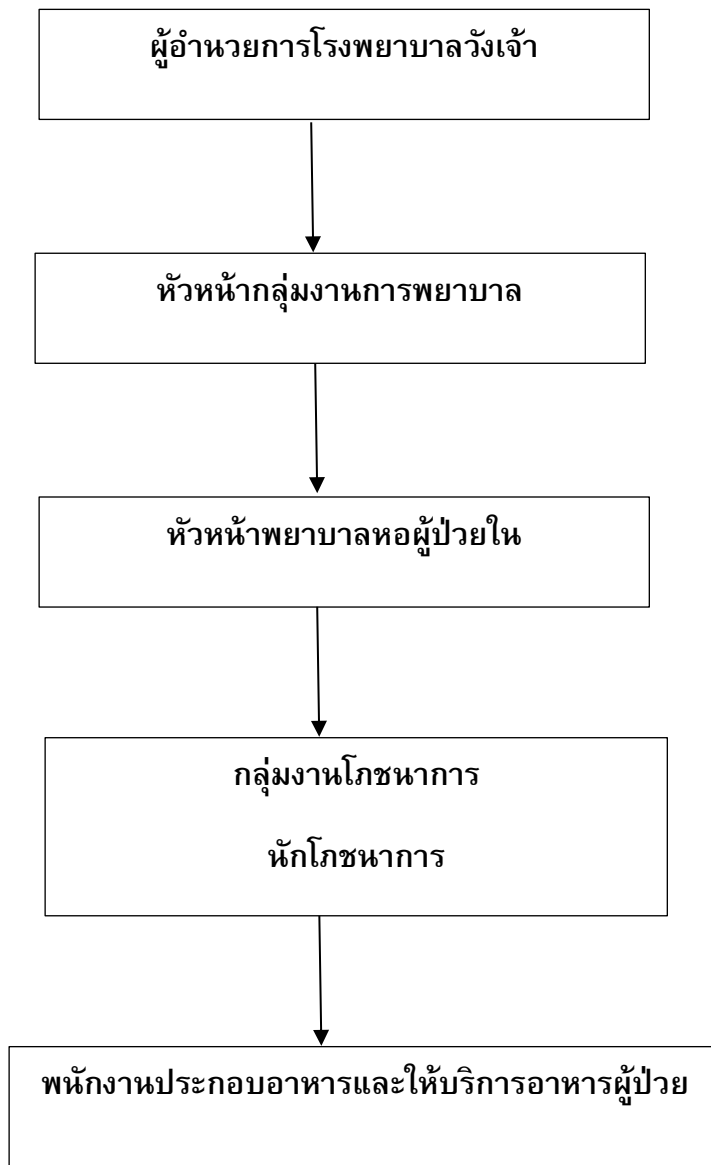 ผู้อำนวยการโรงพยาบาลวังเจ้า
หัวหน้ากลุ่มงานการพยาบาล
หัวหน้าพยาบาลหอผู้ป่วยใน
กลุ่มงานโภชนาการ
นักโภชนาการ
พนักงานประกอบอาหารและให้บริการอาหารผู้ป่วย